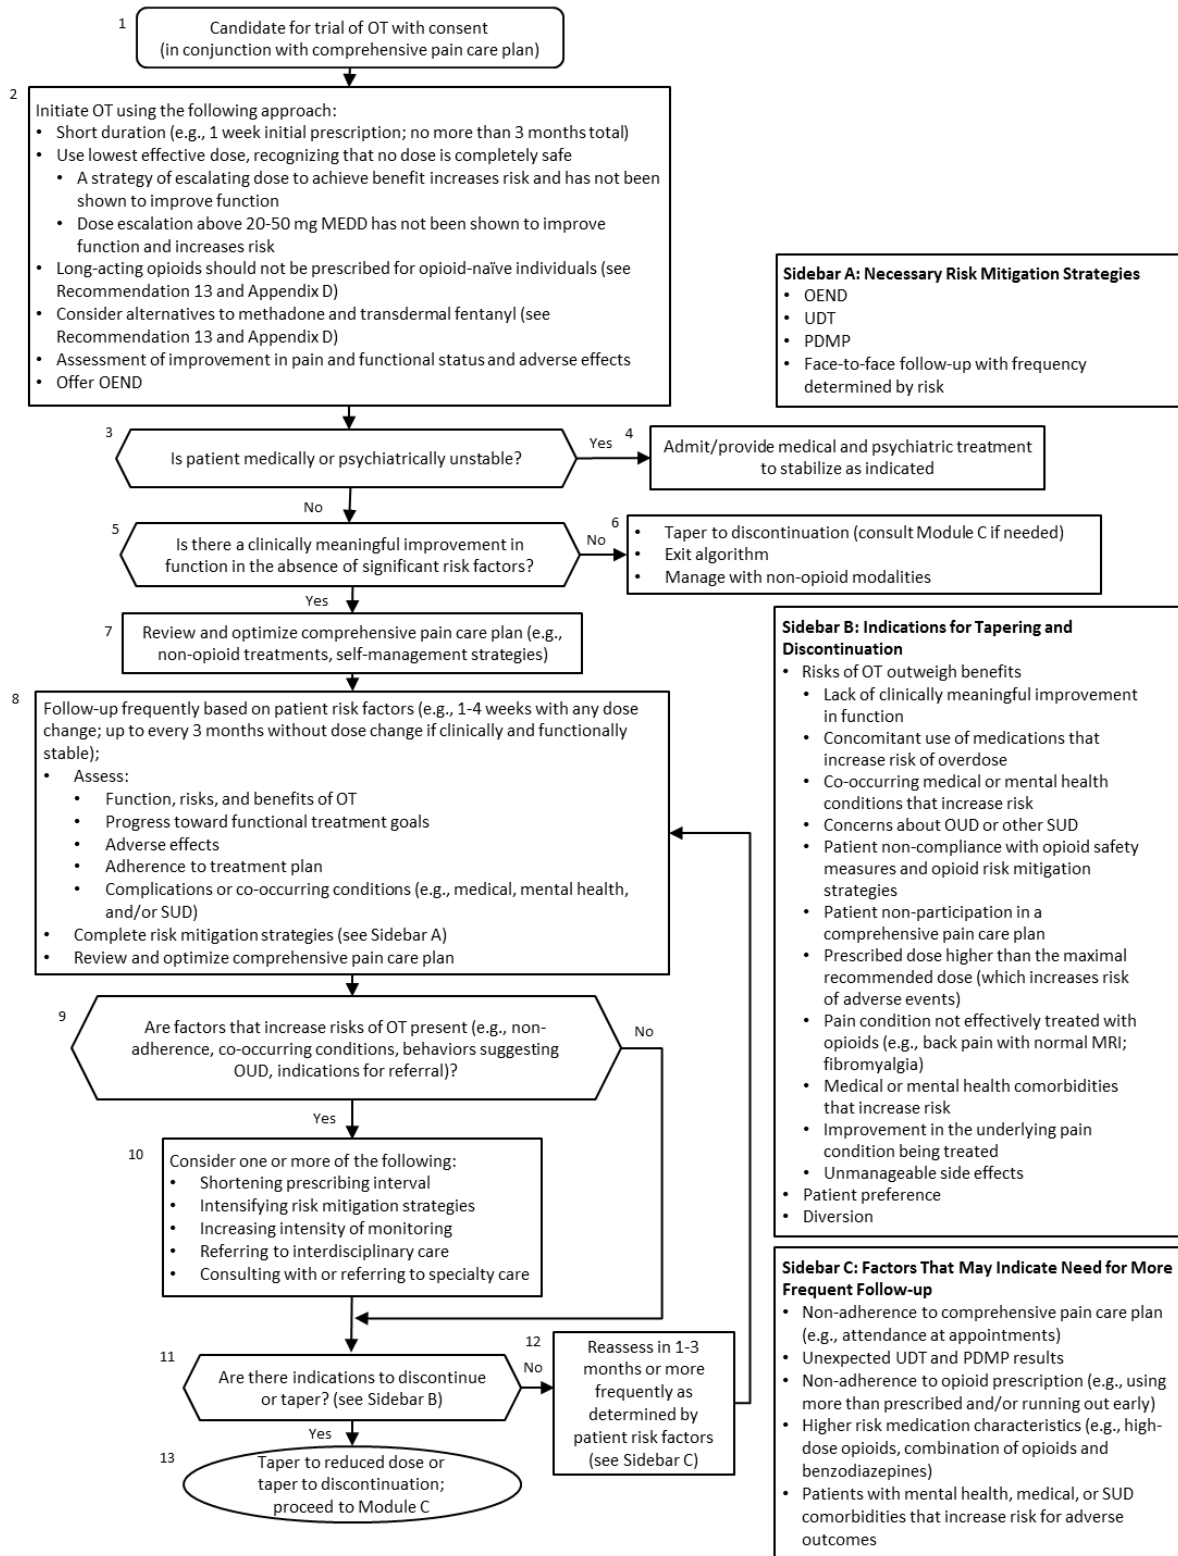 1
Candidate for trial of OT with consent
(in conjunction with comprehensive pain care plan)
2
Initiate OT using the following approach:
• Short duration (e.g., 1 week initial prescription; no more than 3 months total)
• Use lowest effective dose, recognizing that no dose is completely safe
• A strategy of escalating dose to achieve benefit increases risk and has not been
shown to improve function
• Dose escalation above 20-50 mg MEDD has not been shown to improve
function and increases risk
• Long-acting opioids should not be prescribed for opioid-naïve individuals (see
Recommendation 13 and Appendix D)
• Consider alternatives to methadone and transdermal fentanyl (see
Recommendation 13 and Appendix D)
• Assessment of improvement in pain and functional status and adverse effects
• Offer OEND
Sidebar A: Necessary Risk Mitigation Strategies
• OEND
• UDT
• PDMP
• Face-to-face follow-up with frequency
determined by risk
3
Is patient medically or psychiatrically unstable?
Yes
4
Admit/provide medical and psychiatric treatment
to stabilize as indicated
No
5
Is there a clinically meaningful improvement in
function in the absence of significant risk factors?
No
6
• Taper to discontinuation (consult Module C if needed)
• Exit algorithm
• Manage with non-opioid modalities
Yes
7
Review and optimize comprehensive pain care plan (e.g.,
non-opioid treatments, self-management strategies)
8
Follow-up frequently based on patient risk factors (e.g., 1-4 weeks with any dose
change; up to every 3 months without dose change if clinically and functionally
stable);
• Assess:
• Function, risks, and benefits of OT
• Progress toward functional treatment goals
• Adverse effects
• Adherence to treatment plan
• Complications or co-occurring conditions (e.g., medical, mental health,
and/or SUD)
• Complete risk mitigation strategies (see Sidebar A)
• Review and optimize comprehensive pain care plan
Sidebar B: Indications for Tapering and
Discontinuation
• Risks of OT outweigh benefits
• Lack of clinically meaningful improvement
in function
• Concomitant use of medications that
increase risk of overdose
• Co-occurring medical or mental health
conditions that increase risk
• Concerns about OUD or other SUD
• Patient non-compliance with opioid safety
measures and opioid risk mitigation
strategies
• Patient non-participation in a
comprehensive pain care plan
• Prescribed dose higher than the maximal
recommended dose (which increases risk
of adverse events)
• Pain condition not effectively treated with
opioids (e.g., back pain with normal MRI;
fibromyalgia)
• Medical or mental health comorbidities
that increase risk
• Improvement in the underlying pain
condition being treated
• Unmanageable side effects
• Patient preference
• Diversion
9
Are factors that increase risks of OT present (e.g., non-
adherence, co-occurring conditions, behaviors suggesting
OUD, indications for referral)?
No
Yes
10
Consider one or more of the following:
• Shortening prescribing interval
• Intensifying risk mitigation strategies
• Increasing intensity of monitoring
• Referring to interdisciplinary care
• Consulting with or referring to specialty care
11
Are there indications to discontinue
or taper? (see Sidebar B)
No
12
Reassess in 1-3
months or more
frequently as
determined by
patient risk factors
(see Sidebar C)
Yes
13
Taper to reduced dose or
taper to discontinuation;
proceed to Module C
Sidebar C: Factors That May Indicate Need for More
Frequent Follow-up
• Non-adherence to comprehensive pain care plan
(e.g., attendance at appointments)
• Unexpected UDT and PDMP results
• Non-adherence to opioid prescription (e.g., using
more than prescribed and/or running out early)
• Higher risk medication characteristics (e.g., high-
dose opioids, combination of opioids and
benzodiazepines)
• Patients with mental health, medical, or SUD
comorbidities that increase risk for adverse
outcomes